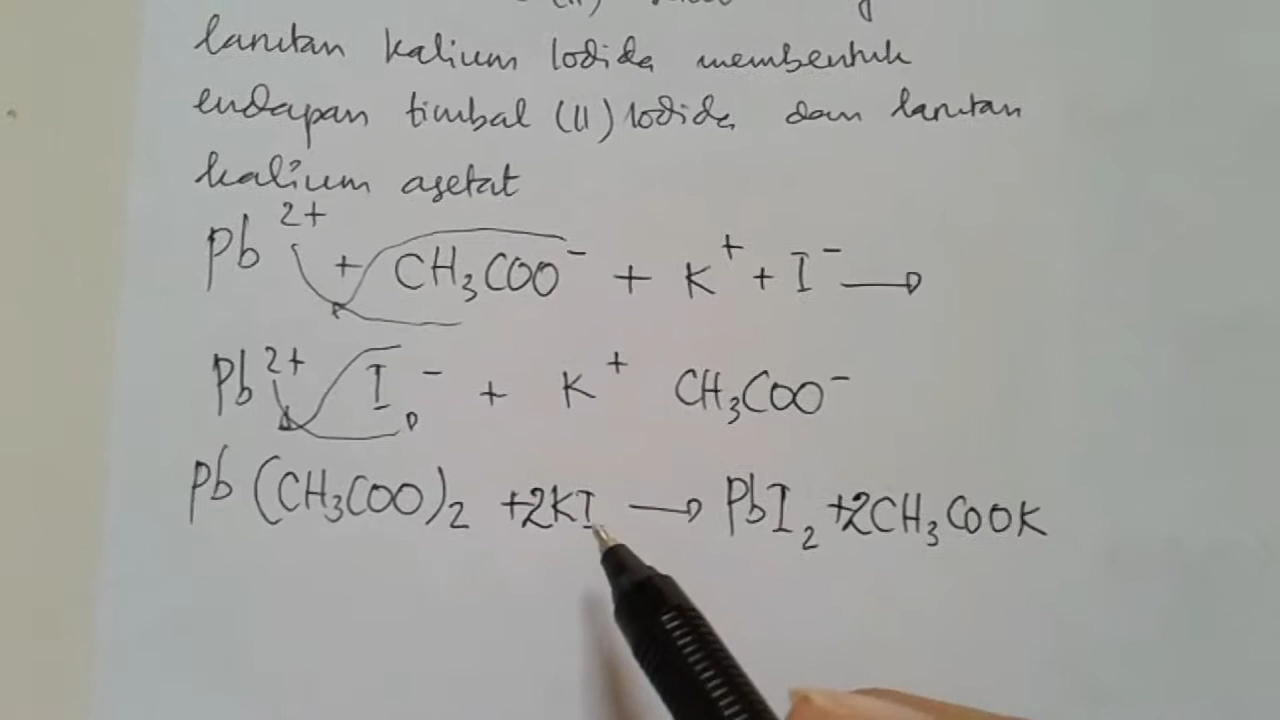 (II)
larutan kalium Iodida membentuk
endapan timbal (II) Iodida dan larutan
kalium asetat
Pb²⁺ + CH₃COO⁻ + K⁺ + I⁻ →
Pb²⁺ I⁻ + K⁺ CH₃COO⁻
Pb(CH₃COO)₂ + 2KI → PbI₂ + 2CH₃COOK